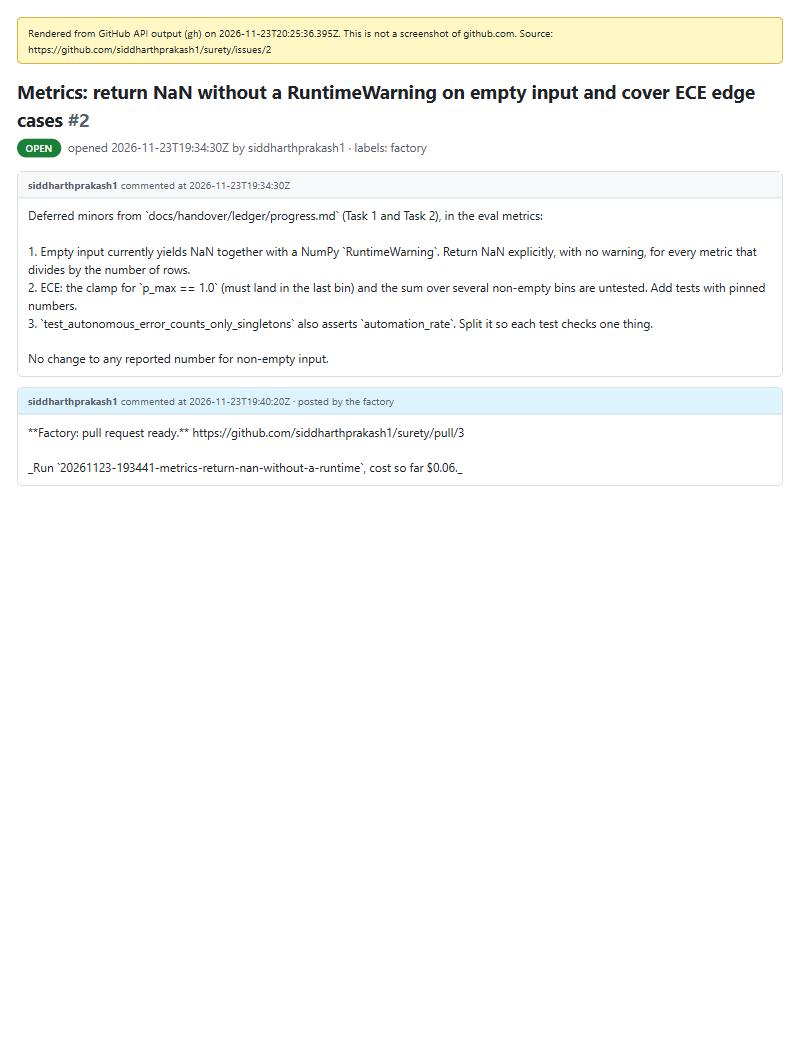 Rendered from GitHub API output (gh) on 2026-11-23T20:25:36.395Z. This is not a screenshot of github.com. Source:
https://github.com/siddharthprakash1/surety/issues/2
Metrics: return NaN without a RuntimeWarning on empty input and cover ECE edge
cases #2
OPEN opened 2026-11-23T19:34:30Z by siddharthprakash1 · labels: factory
siddharthprakash1 commented at 2026-11-23T19:34:30Z
Deferred minors from `docs/handover/ledger/progress.md` (Task 1 and Task 2), in the eval metrics:
1. Empty input currently yields NaN together with a NumPy `RuntimeWarning`. Return NaN explicitly, with no warning, for every metric that
divides by the number of rows.
2. ECE: the clamp for `p_max == 1.0` (must land in the last bin) and the sum over several non-empty bins are untested. Add tests with pinned
numbers.
3. `test_autonomous_error_counts_only_singletons` also asserts `automation_rate`. Split it so each test checks one thing.
No change to any reported number for non-empty input.
siddharthprakash1 commented at 2026-11-23T19:40:20Z · posted by the factory
**Factory: pull request ready.** https://github.com/siddharthprakash1/surety/pull/3
_Run `20261123-193441-metrics-return-nan-without-a-runtime`, cost so far $0.06._